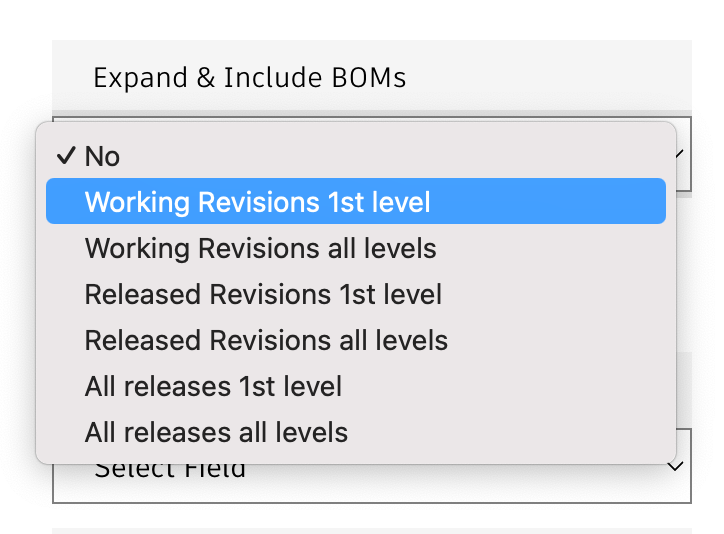 Expand & Include BOMs
✓ No
Working Revisions 1st level
Working Revisions all levels
Released Revisions 1st level
Released Revisions all levels
All releases 1st level
All releases all levels
Select Field